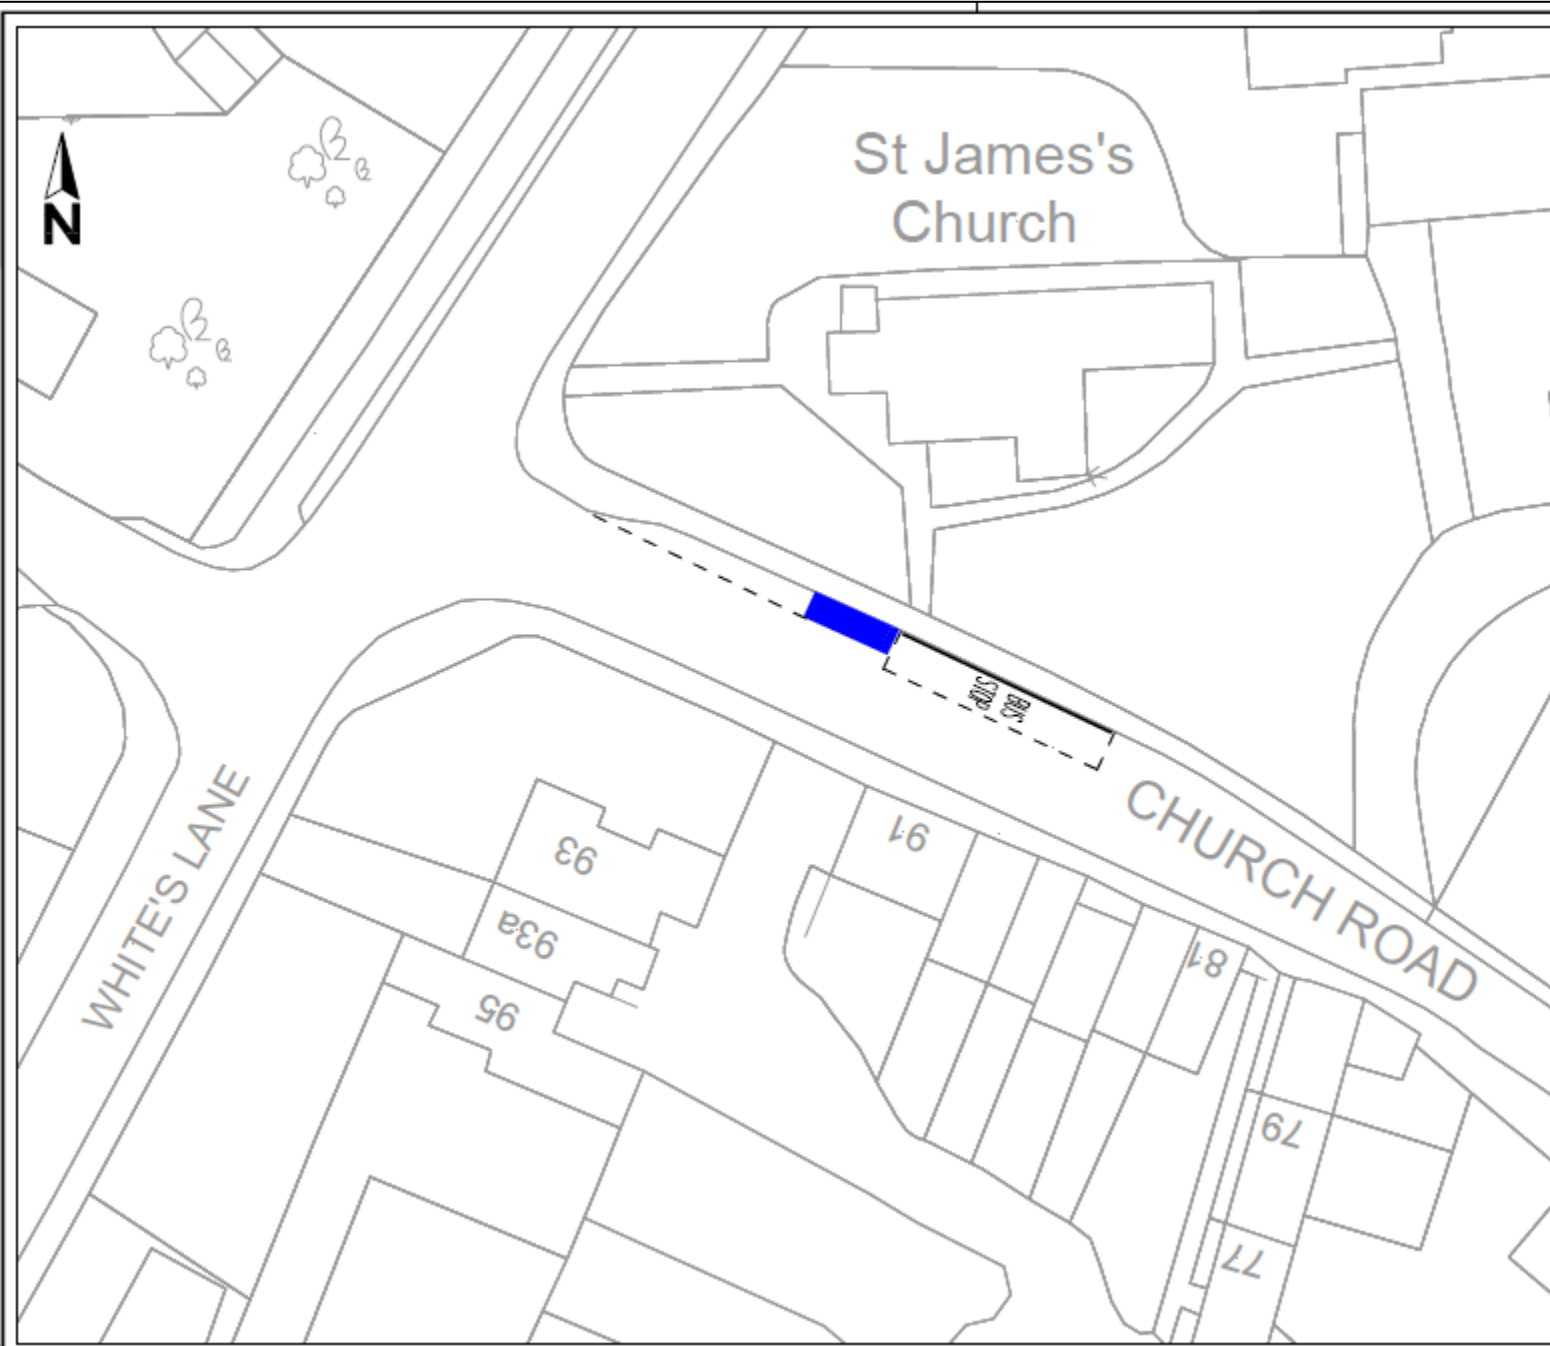 St James's
Church
N
BUS
STOP
CHURCH ROAD
WHITE'S LANE
91
93
93a
81
95
79
77